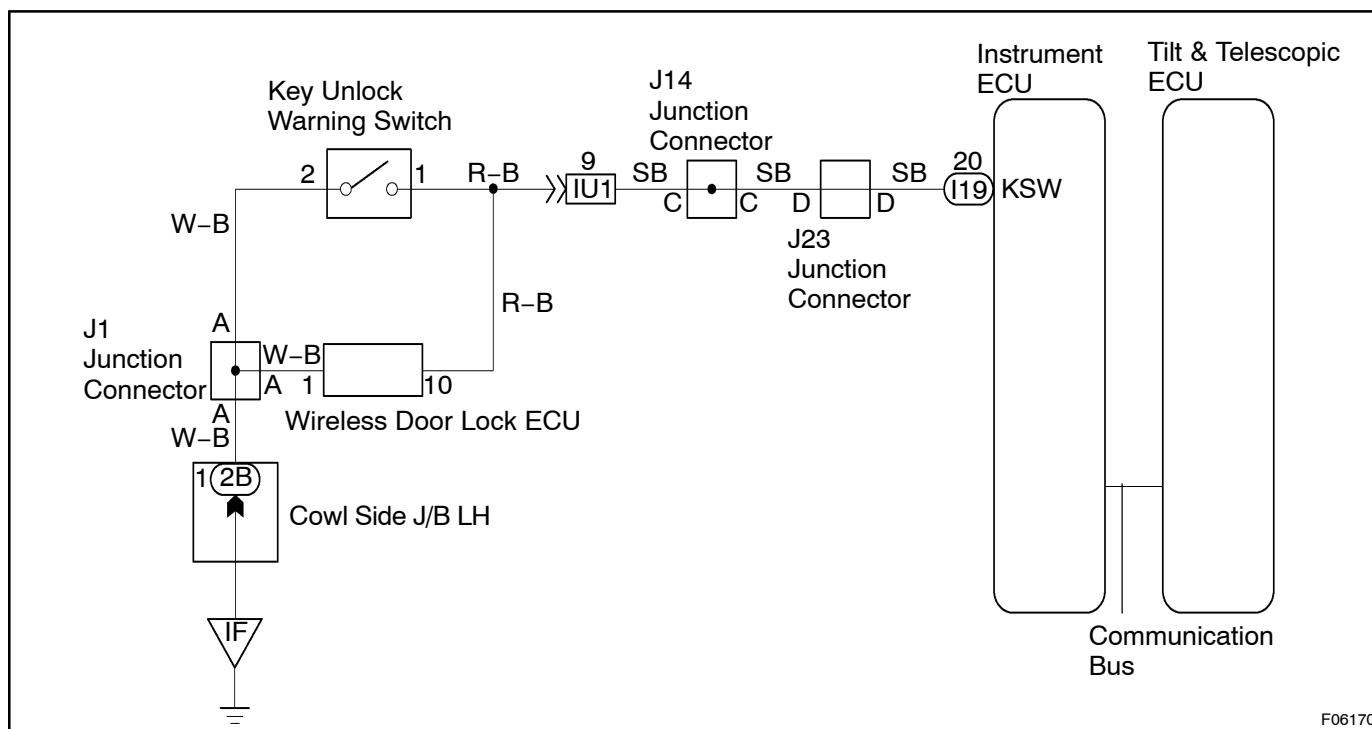 Instrument
ECU
Tilt & Telescopic
ECU
J14
Junction
Connector
Key Unlock
Warning Switch
2
1
R–B
9
IU1
SB
C
C
SB
D
D
SB
20
I19
KSW
J23
Junction
Connector
W–B
R–B
J1
Junction
Connector
A
W–B
A
1
10
Wireless Door Lock ECU
A
W–B
1
2B
Cowl Side J/B LH
IF
Communication
Bus
F06170